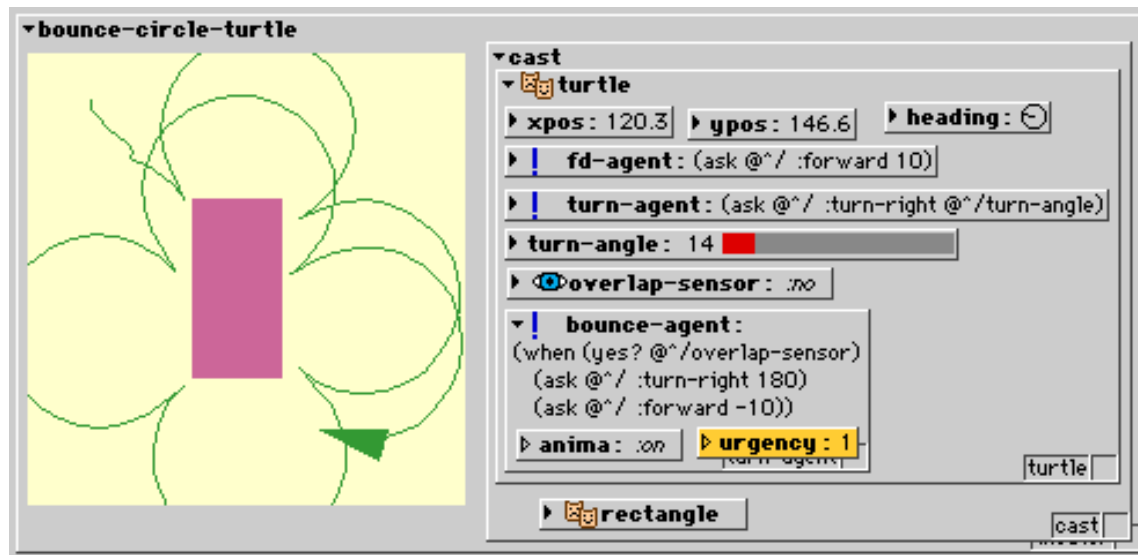 bounce-circle-turtle
cast
turtle
xpos: 120.3 ypos: 146.6 heading:
! fd-agent: (ask @^/ :forward 10)
! turn-agent: (ask @^/ :turn-right @^/turn-angle)
turn-angle: 14
overlap-sensor: :no
! bounce-agent:
(when (yes? @^/overlap-sensor)
(ask @^/ :turn-right 180)
(ask @^/ :forward -10))
anima: :on urgency: 1
turn-agent
turtle
rectangle
cast